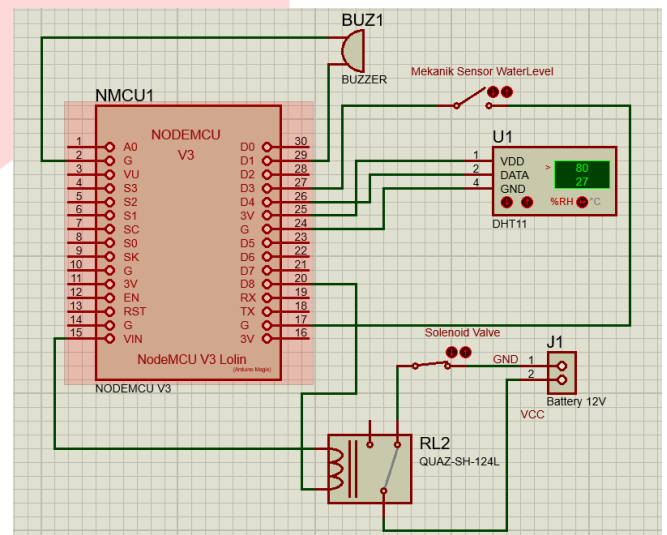 BUZ1
BUZZER
Mekanik Sensor WaterLevel
NMCU1
NODEMCU
V3
1 A0
2 G
3 VU
4 S3
5 S2
6 S1
7 SC
8 S0
9 SK
10 G
11 3V
12 EN
13 RST
14 G
15 VIN
D0 30
D1 29
D2 28
D3 27
D4 26
3V 25
G 24
D5 23
D6 22
D7 21
D8 20
RX 19
TX 18
G 17
3V 16
NodeMCU V3 Lolin
(Arduino Magix)
NODEMCU V3
U1
1 VDD
2 DATA
4 GND
> 80
27
%RH °C
DHT11
Solenoid Valve
J1
GND 1
2
VCC
Battery 12V
RL2
QUAZ-SH-124L